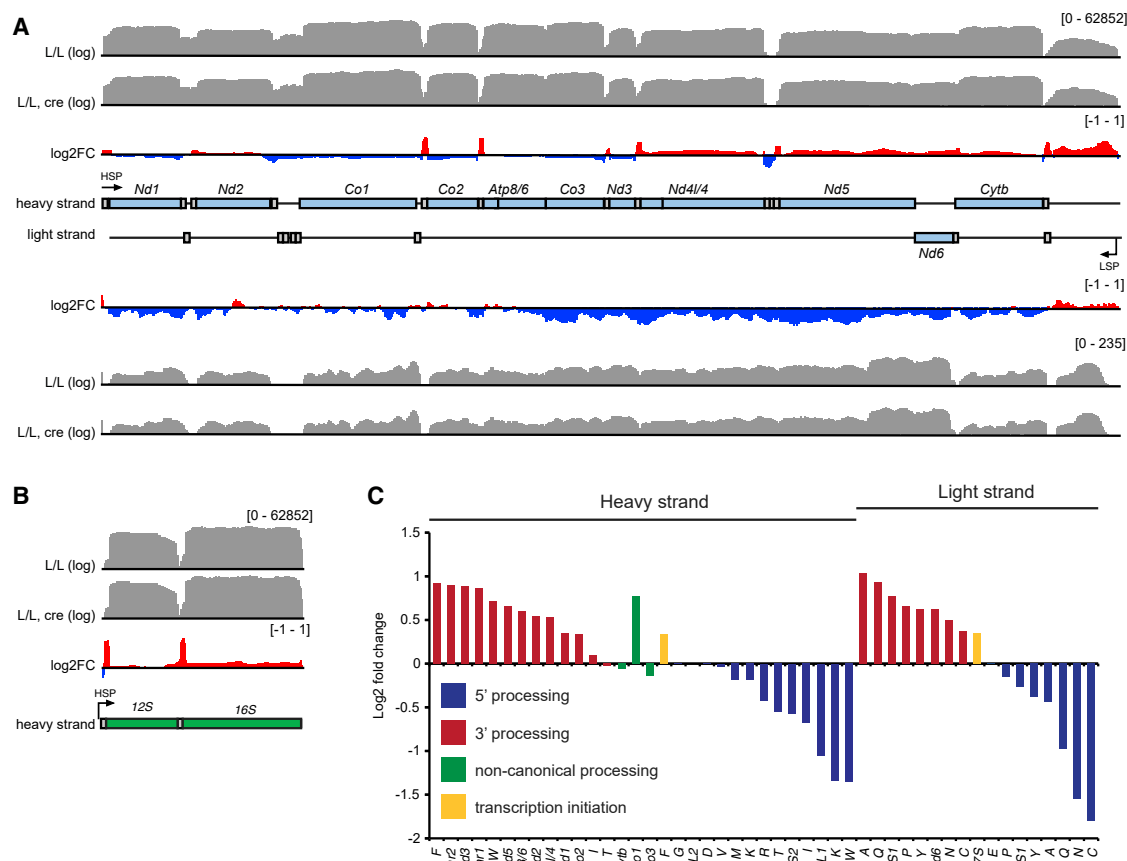 A
[0 - 62852]
L/L (log)
L/L, cre (log)
[-1 - 1]
log2FC
HSP
Nd1 Nd2 Co1 Co2 Atp8/6 Co3 Nd3 Nd4l/4 Nd5 Cytb
heavy strand
light strand
Nd6
LSP
[-1 - 1]
log2FC
[0 - 235]
L/L (log)
L/L, cre (log)
B
[0 - 62852]
L/L (log)
L/L, cre (log)
[-1 - 1]
log2FC
HSP
12S 16S
heavy strand
C
Heavy strand
Light strand
Log2 fold change
1.5
1
0.5
0
-0.5
-1
-1.5
-2
5' processing
3' processing
non-canonical processing
transcription initiation
F W I T F G D V M K R T I K W A Q P Y N C E P Y A Q N C